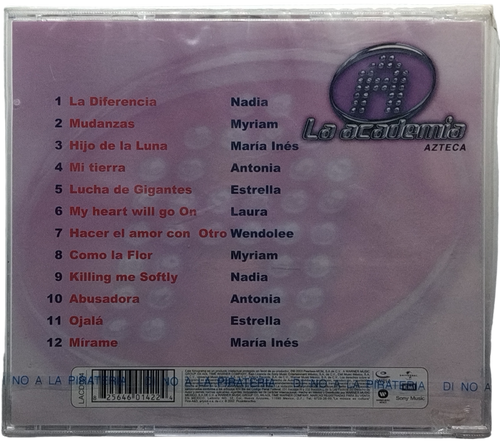 La academia
AZTECA
1 La Diferencia Nadia
2 Mudanzas Myriam
3 Hijo de la Luna María Inés
4 Mi tierra Antonia
5 Lucha de Gigantes Estrella
6 My heart will go On Laura
7 Hacer el amor con Otro Wendolee
8 Como la Flor Myriam
9 Killing me Softly Nadia
10 Abusadora Antonia
11 Ojalá Estrella
12 Mírame María Inés
DI NO A LA PIRATERIA DI NO A LA PIRATERIA DI NO A LA
Sony Music